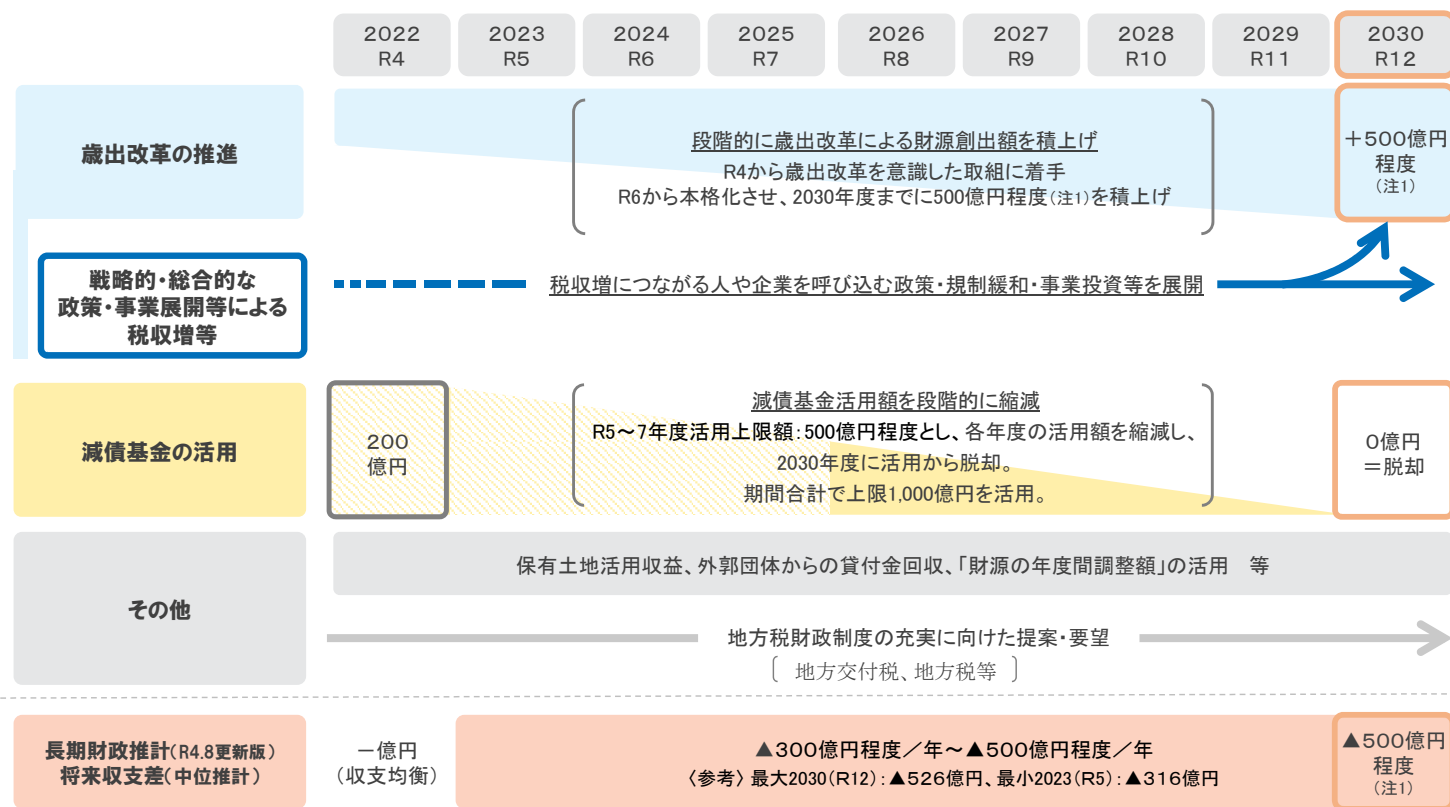 2022
R4
2023
R5
2024
R6
2025
R7
2026
R8
2027
R9
2028
R10
2029
R11
2030
R12
歳出改革の推進
段階的に歳出改革による財源創出額を積上げ
R4から歳出改革を意識した取組に着手
R6から本格化させ、2030年度までに500億円程度(注1)を積上げ
＋500億円
程度
(注1)
戦略的・総合的な
政策・事業展開等による
税収増等
税収増につながる人や企業を呼び込む政策・規制緩和・事業投資等を展開
減債基金の活用
200
億円
減債基金活用額を段階的に縮減
R5～7年度活用上限額：500億円程度とし、各年度の活用額を縮減し、
2030年度に活用から脱却。
期間合計で上限1,000億円を活用。
0億円
＝脱却
その他
保有土地活用収益、外郭団体からの貸付金回収、「財源の年度間調整額」の活用　等
地方税財政制度の充実に向けた提案・要望
〔 地方交付税、地方税等 〕
長期財政推計(R4.8更新版)
将来収支差(中位推計)
－億円
(収支均衡)
▲300億円程度／年～▲500億円程度／年
〈参考〉 最大2030(R12)：▲526億円、最小2023(R5)：▲316億円
▲500億円
程度
(注1)